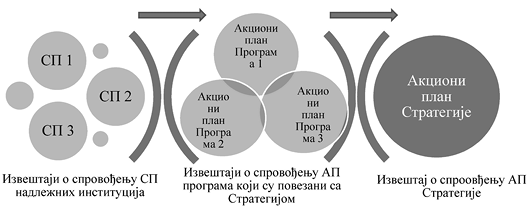 СП 1
СП 2
СП 3
Акциони
план
Програм
а 1
Акцио
ни
план
Програ
ма 2
Акцио
ни
план
Програ
ма 3
Акциони
план
Стратегије
Извештаји о спровођењу СП
надлежних институција
Извештаји о спровођењу АП
програма који су повезани са
Стратегијом
Извештај о спроовђењу АП
Стратегије